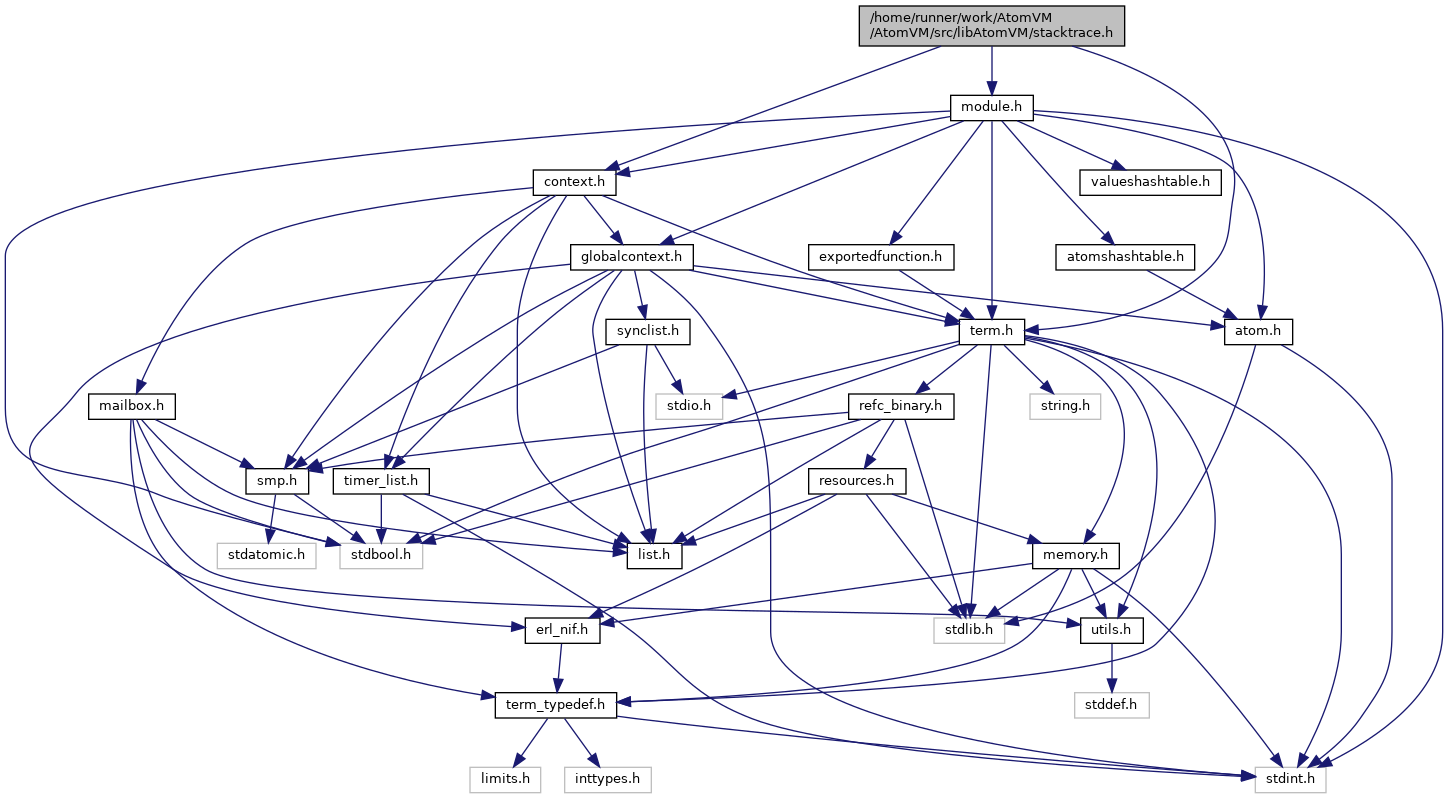 /home/runner/work/AtomVM
/AtomVM/src/libAtomVM/stacktrace.h
module.h
context.h
valueshashtable.h
globalcontext.h
exportedfunction.h
atomshashtable.h
synclist.h
term.h
atom.h
mailbox.h
stdio.h
refc_binary.h
string.h
smp.h
timer_list.h
resources.h
stdatomic.h
stdbool.h
list.h
memory.h
erl_nif.h
stdlib.h
utils.h
term_typedef.h
stddef.h
limits.h
inttypes.h
stdint.h